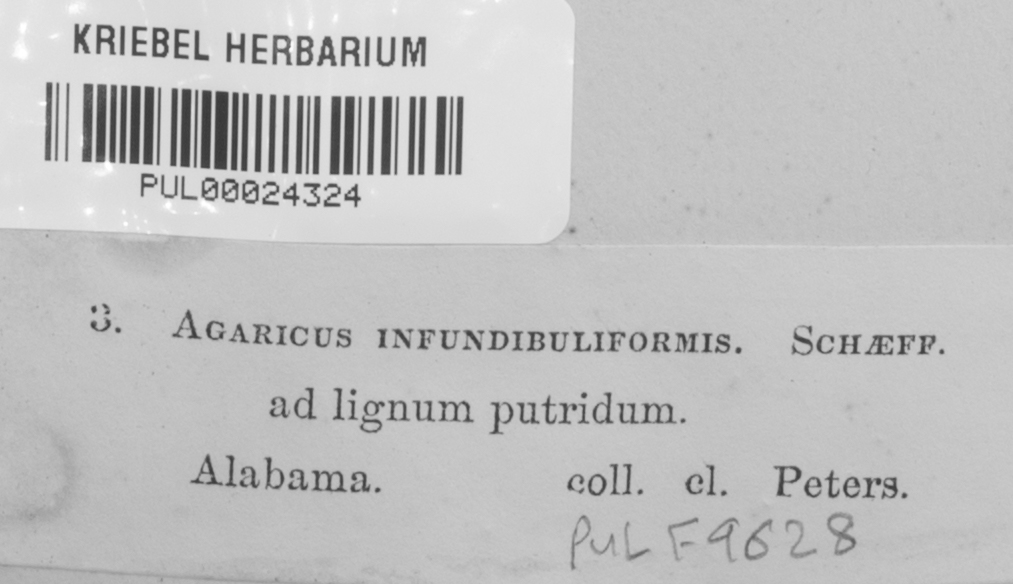 KRIEBEL HERBARIUM
PUL00024324
3. AGARICUS INFUNDIBULIFORMIS. SCHÆFF.
ad lignum putridum.
Alabama. coll. cl. Peters.
PUL F9628